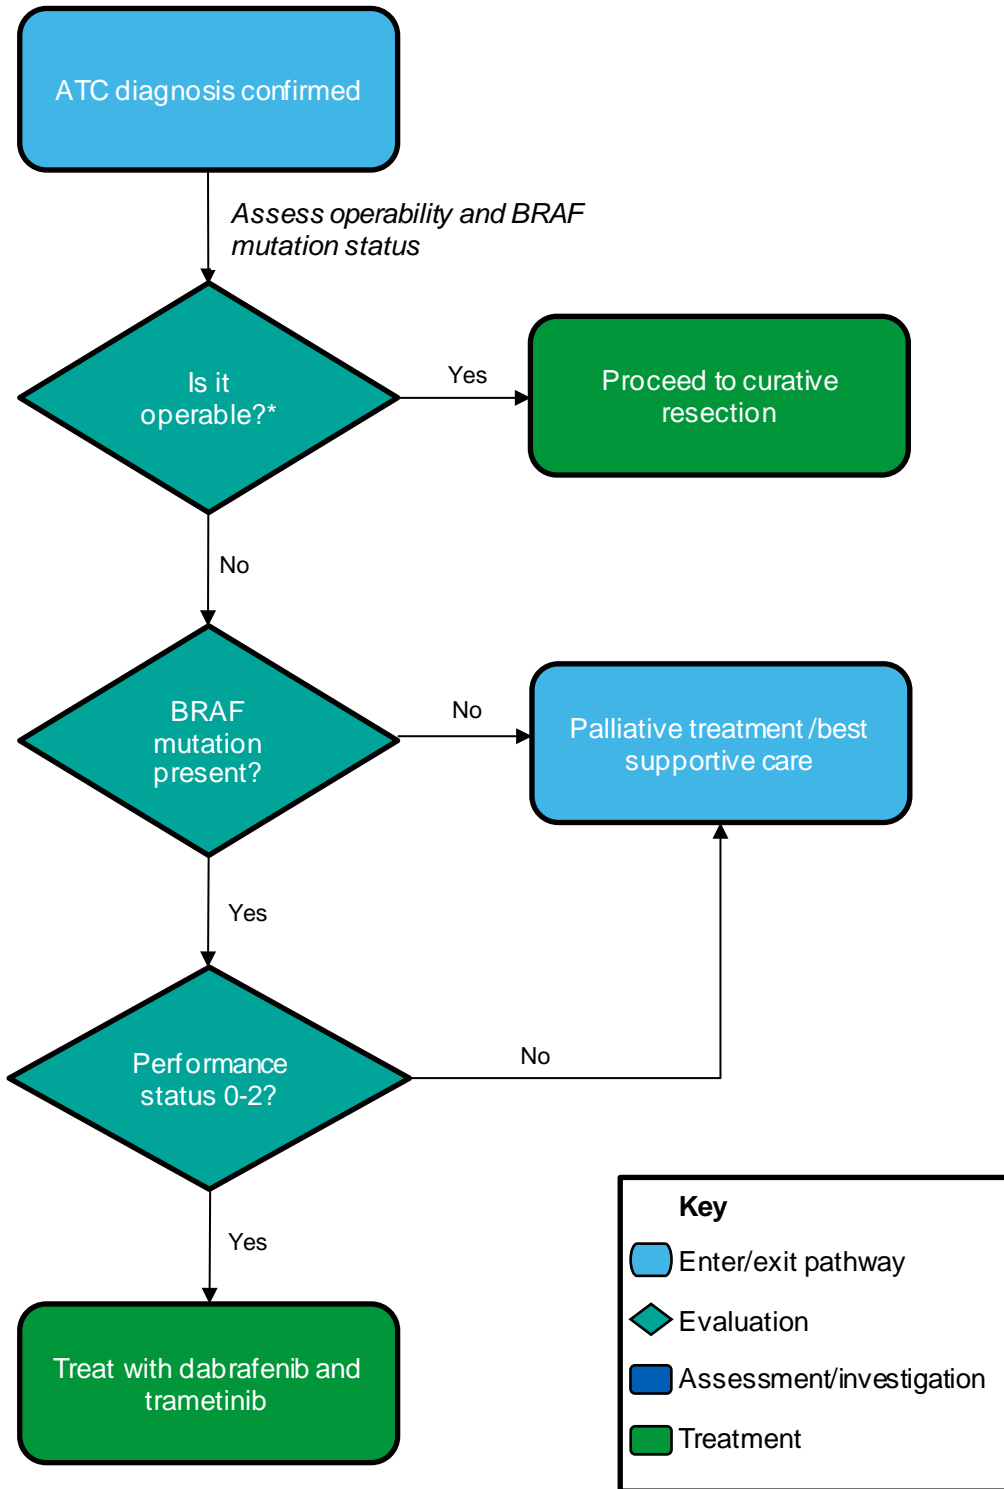 ATC diagnosis confirmed
Assess operability and BRAF
mutation status
Is it
operable?*
Yes
Proceed to curative
resection
No
BRAF
mutation
present?
No
Palliative treatment /best
supportive care
Yes
Performance
status 0-2?
No
Yes
Treat with dabrafenib and
trametinib
Key
Enter/exit pathway
Evaluation
Assessment/investigation
Treatment